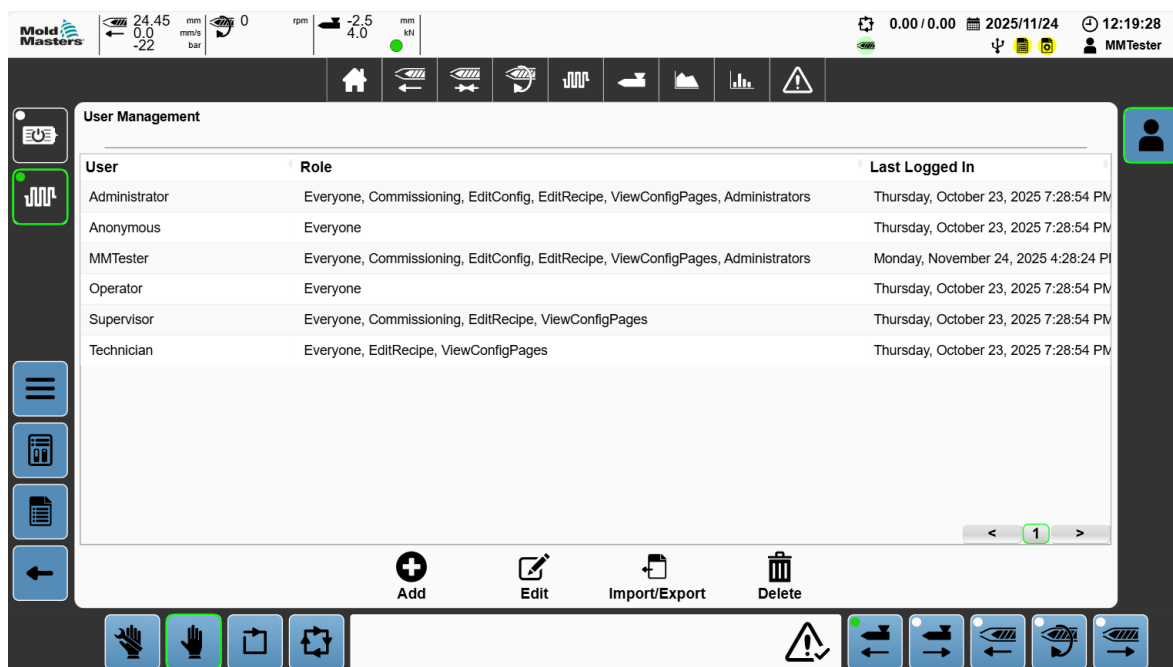 Mold
Masters
24.45 mm
0.0 mm/s
-22 bar
0 rpm
-2.5 mm
4.0 kN
0.00 / 0.00 2025/11/24 12:19:28
MMTester
User Management
User Role Last Logged In
Administrator Everyone, Commissioning, EditConfig, EditRecipe, ViewConfigPages, Administrators Thursday, October 23, 2025 7:28:54 PM
Anonymous Everyone Thursday, October 23, 2025 7:28:54 PM
MMTester Everyone, Commissioning, EditConfig, EditRecipe, ViewConfigPages, Administrators Monday, November 24, 2025 4:28:24 PM
Operator Everyone Thursday, October 23, 2025 7:28:54 PM
Supervisor Everyone, Commissioning, EditRecipe, ViewConfigPages Thursday, October 23, 2025 7:28:54 PM
Technician Everyone, EditRecipe, ViewConfigPages Thursday, October 23, 2025 7:28:54 PM
< 1 >
Add Edit Import/Export Delete